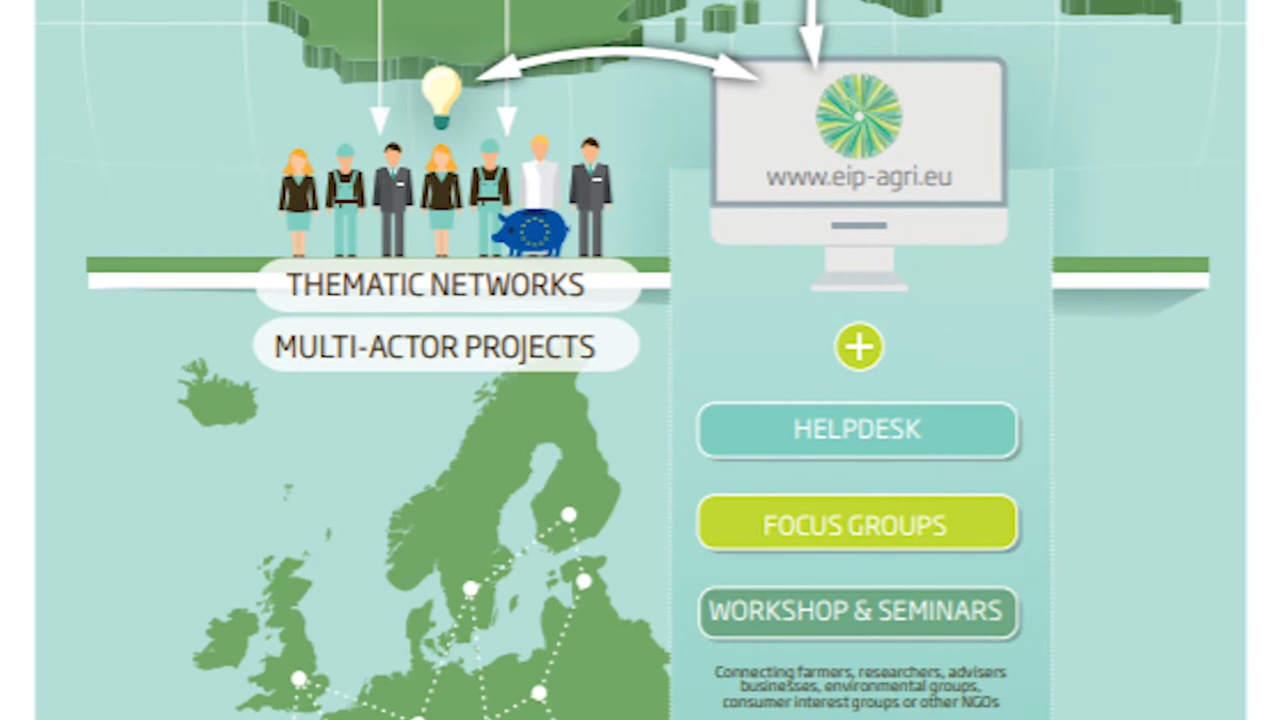 www.eip-agri.eu
THEMATIC NETWORKS
MULTI-ACTOR PROJECTS
HELPDESK
FOCUS GROUPS
WORKSHOP & SEMINARS
Connecting farmers, researchers, advisers
businesses, environmental groups,
consumer interest groups or other NGOs